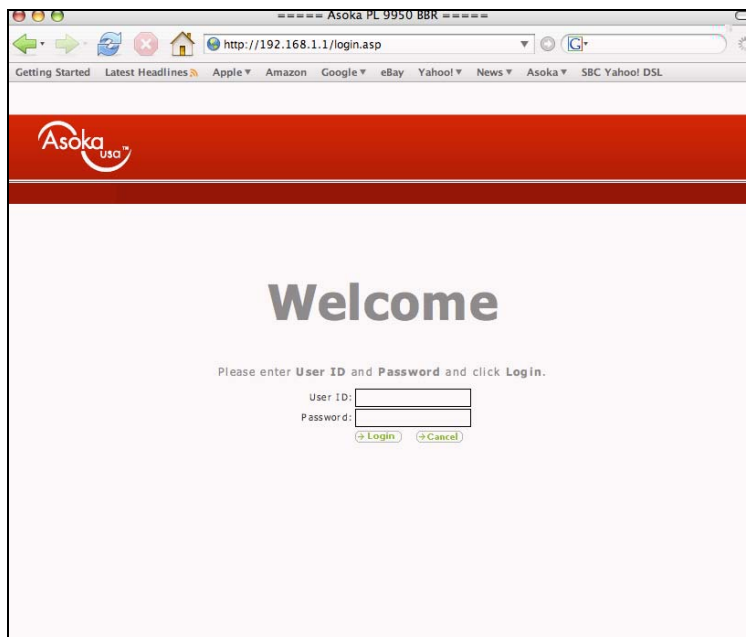 ===== Asoka PL 9950 BBR =====
http://192.168.1.1/login.asp G
Getting Started Latest Headlines Apple Amazon Google eBay Yahoo! News Asoka SBC Yahoo! DSL
Asoka
USA™
Welcome
Please enter User ID and Password and click Login.
User ID:
Password:
Login Cancel